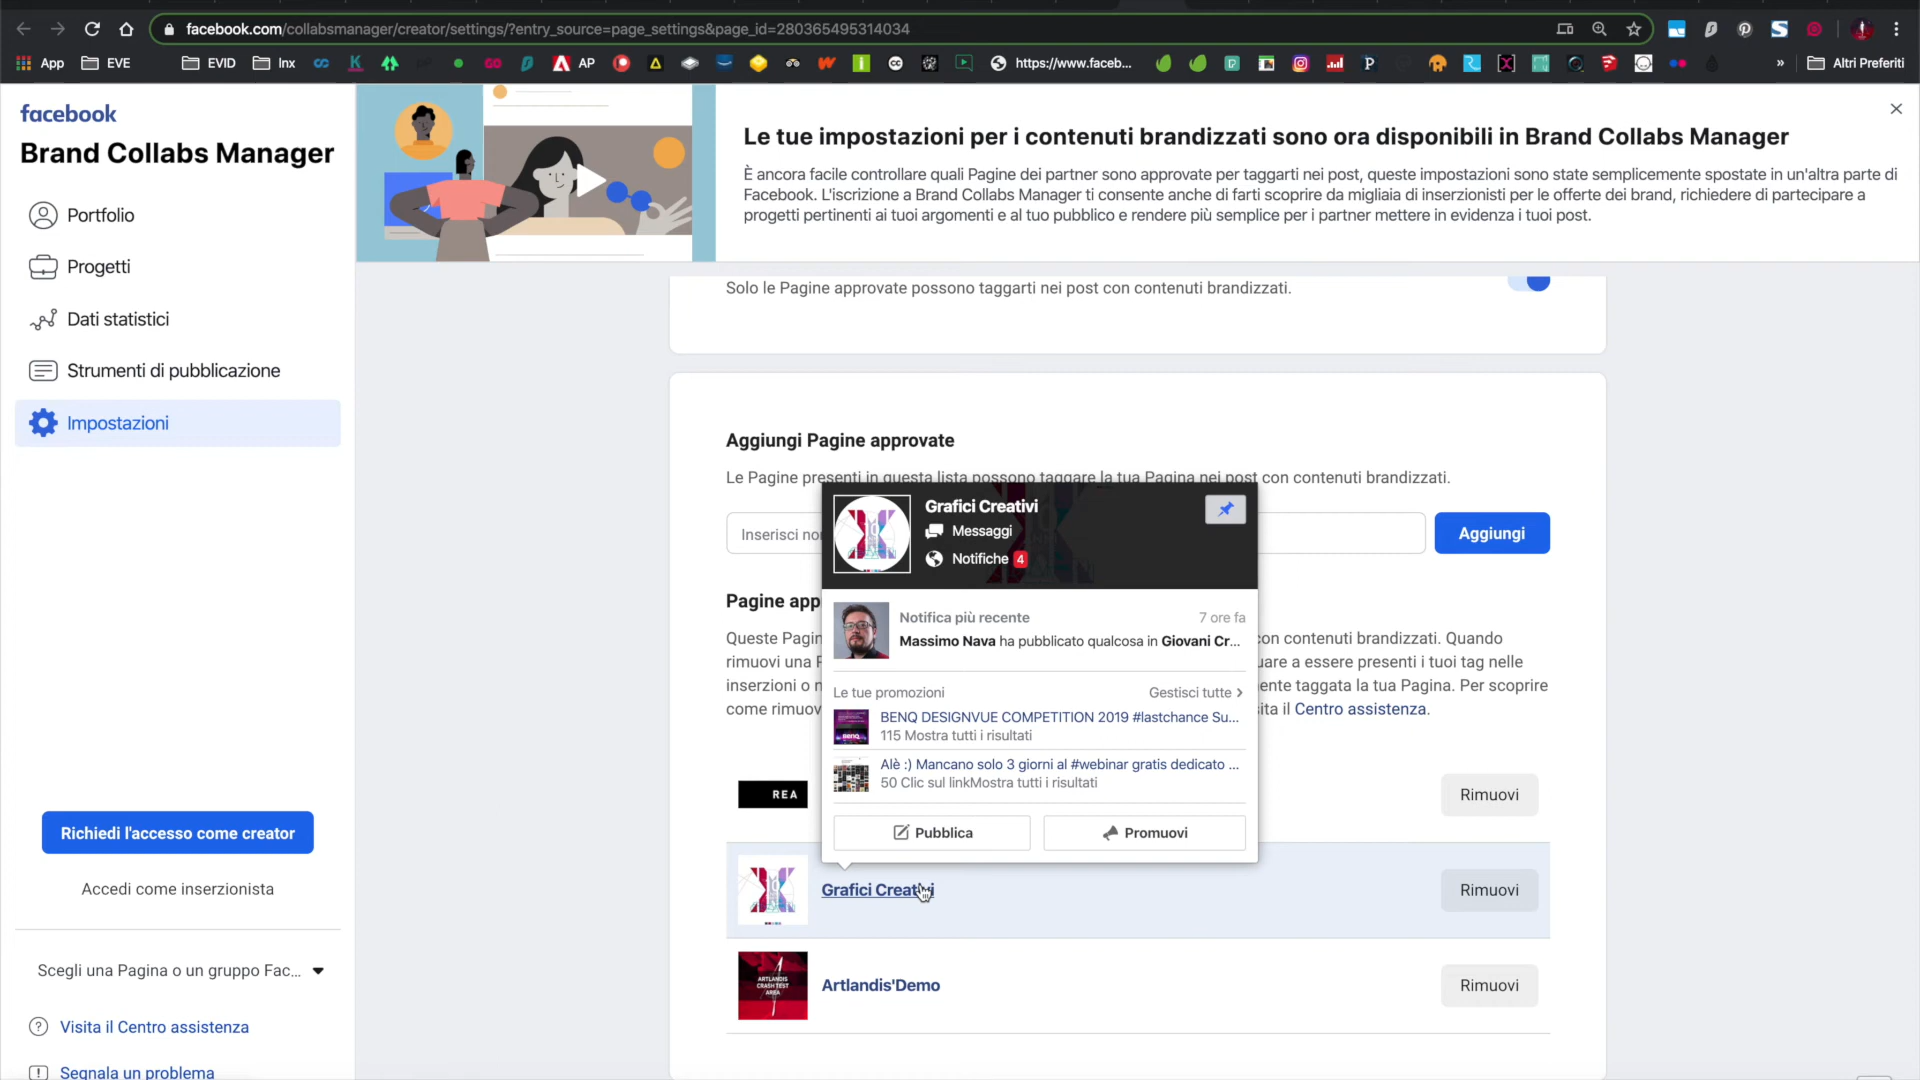 facebook.com/collabsmanager/creator/settings/?entry_source=page_settings&page_id=280365495314034
App
EVE
EVID
Inx
AP
https://www.faceb...
»
Altri Preferiti
facebook
Brand Collabs Manager
Portfolio
Progetti
Dati statistici
Strumenti di pubblicazione
Impostazioni
Richiedi l'accesso come creator
Accedi come inserzionista
Scegli una Pagina o un gruppo Fac...
Visita il Centro assistenza
Segnala un problema
Le tue impostazioni per i contenuti brandizzati sono ora disponibili in Brand Collabs Manager
È ancora facile controllare quali Pagine dei partner sono approvate per taggarti nei post, queste impostazioni sono state semplicemente spostate in un'altra parte di
Facebook. L'iscrizione a Brand Collabs Manager ti consente anche di farti scoprire da migliaia di inserzionisti per le offerte dei brand, richiedere di partecipare a
progetti pertinenti ai tuoi argomenti e al tuo pubblico e rendere più semplice per i partner mettere in evidenza i tuoi post.
Solo le Pagine approvate possono taggarti nei post con contenuti brandizzati.
Aggiungi Pagine approvate
Le Pagine presenti in questa lista possono taggare la tua Pagina nei post con contenuti brandizzati.
Inserisci no
Aggiungi
Grafici Creativi
Messaggi
Notifiche 4
Notifica più recente
7 ore fa
Massimo Nava ha pubblicato qualcosa in Giovani Cr...
Le tue promozioni
Gestisci tutte
BENQ DESIGNVUE COMPETITION 2019 #lastchance Su...
115 Mostra tutti i risultati
Alè :) Mancano solo 3 giorni al #webinar gratis dedicato ...
50 Clic sul linkMostra tutti i risultati
Pubblica
Promuovi
Pagine app
Queste Pagin
con contenuti brandizzati. Quando
rimuovi una P
uare a essere presenti i tuoi tag nelle
inserzioni o n
ente taggata la tua Pagina. Per scoprire
come rimuov
ita il Centro assistenza.
REA
Rimuovi
Grafici Creativi
Rimuovi
ARTLANDIS
CRASH TEST
AREA
Artlandis'Demo
Rimuovi